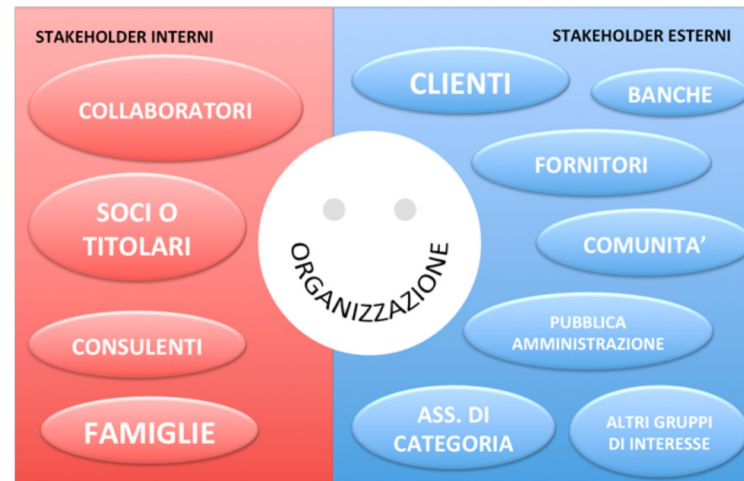 STAKEHOLDER INTERNI
COLLABORATORI
SOCI O
TITOLARI
CONSULENTI
FAMIGLIE
ORGANIZZAZIONE
STAKEHOLDER ESTERNI
CLIENTI
BANCHE
FORNITORI
COMUNITA’
PUBBLICA
AMMINISTRAZIONE
ASS. DI
CATEGORIA
ALTRI GRUPPI
DI INTERESSE